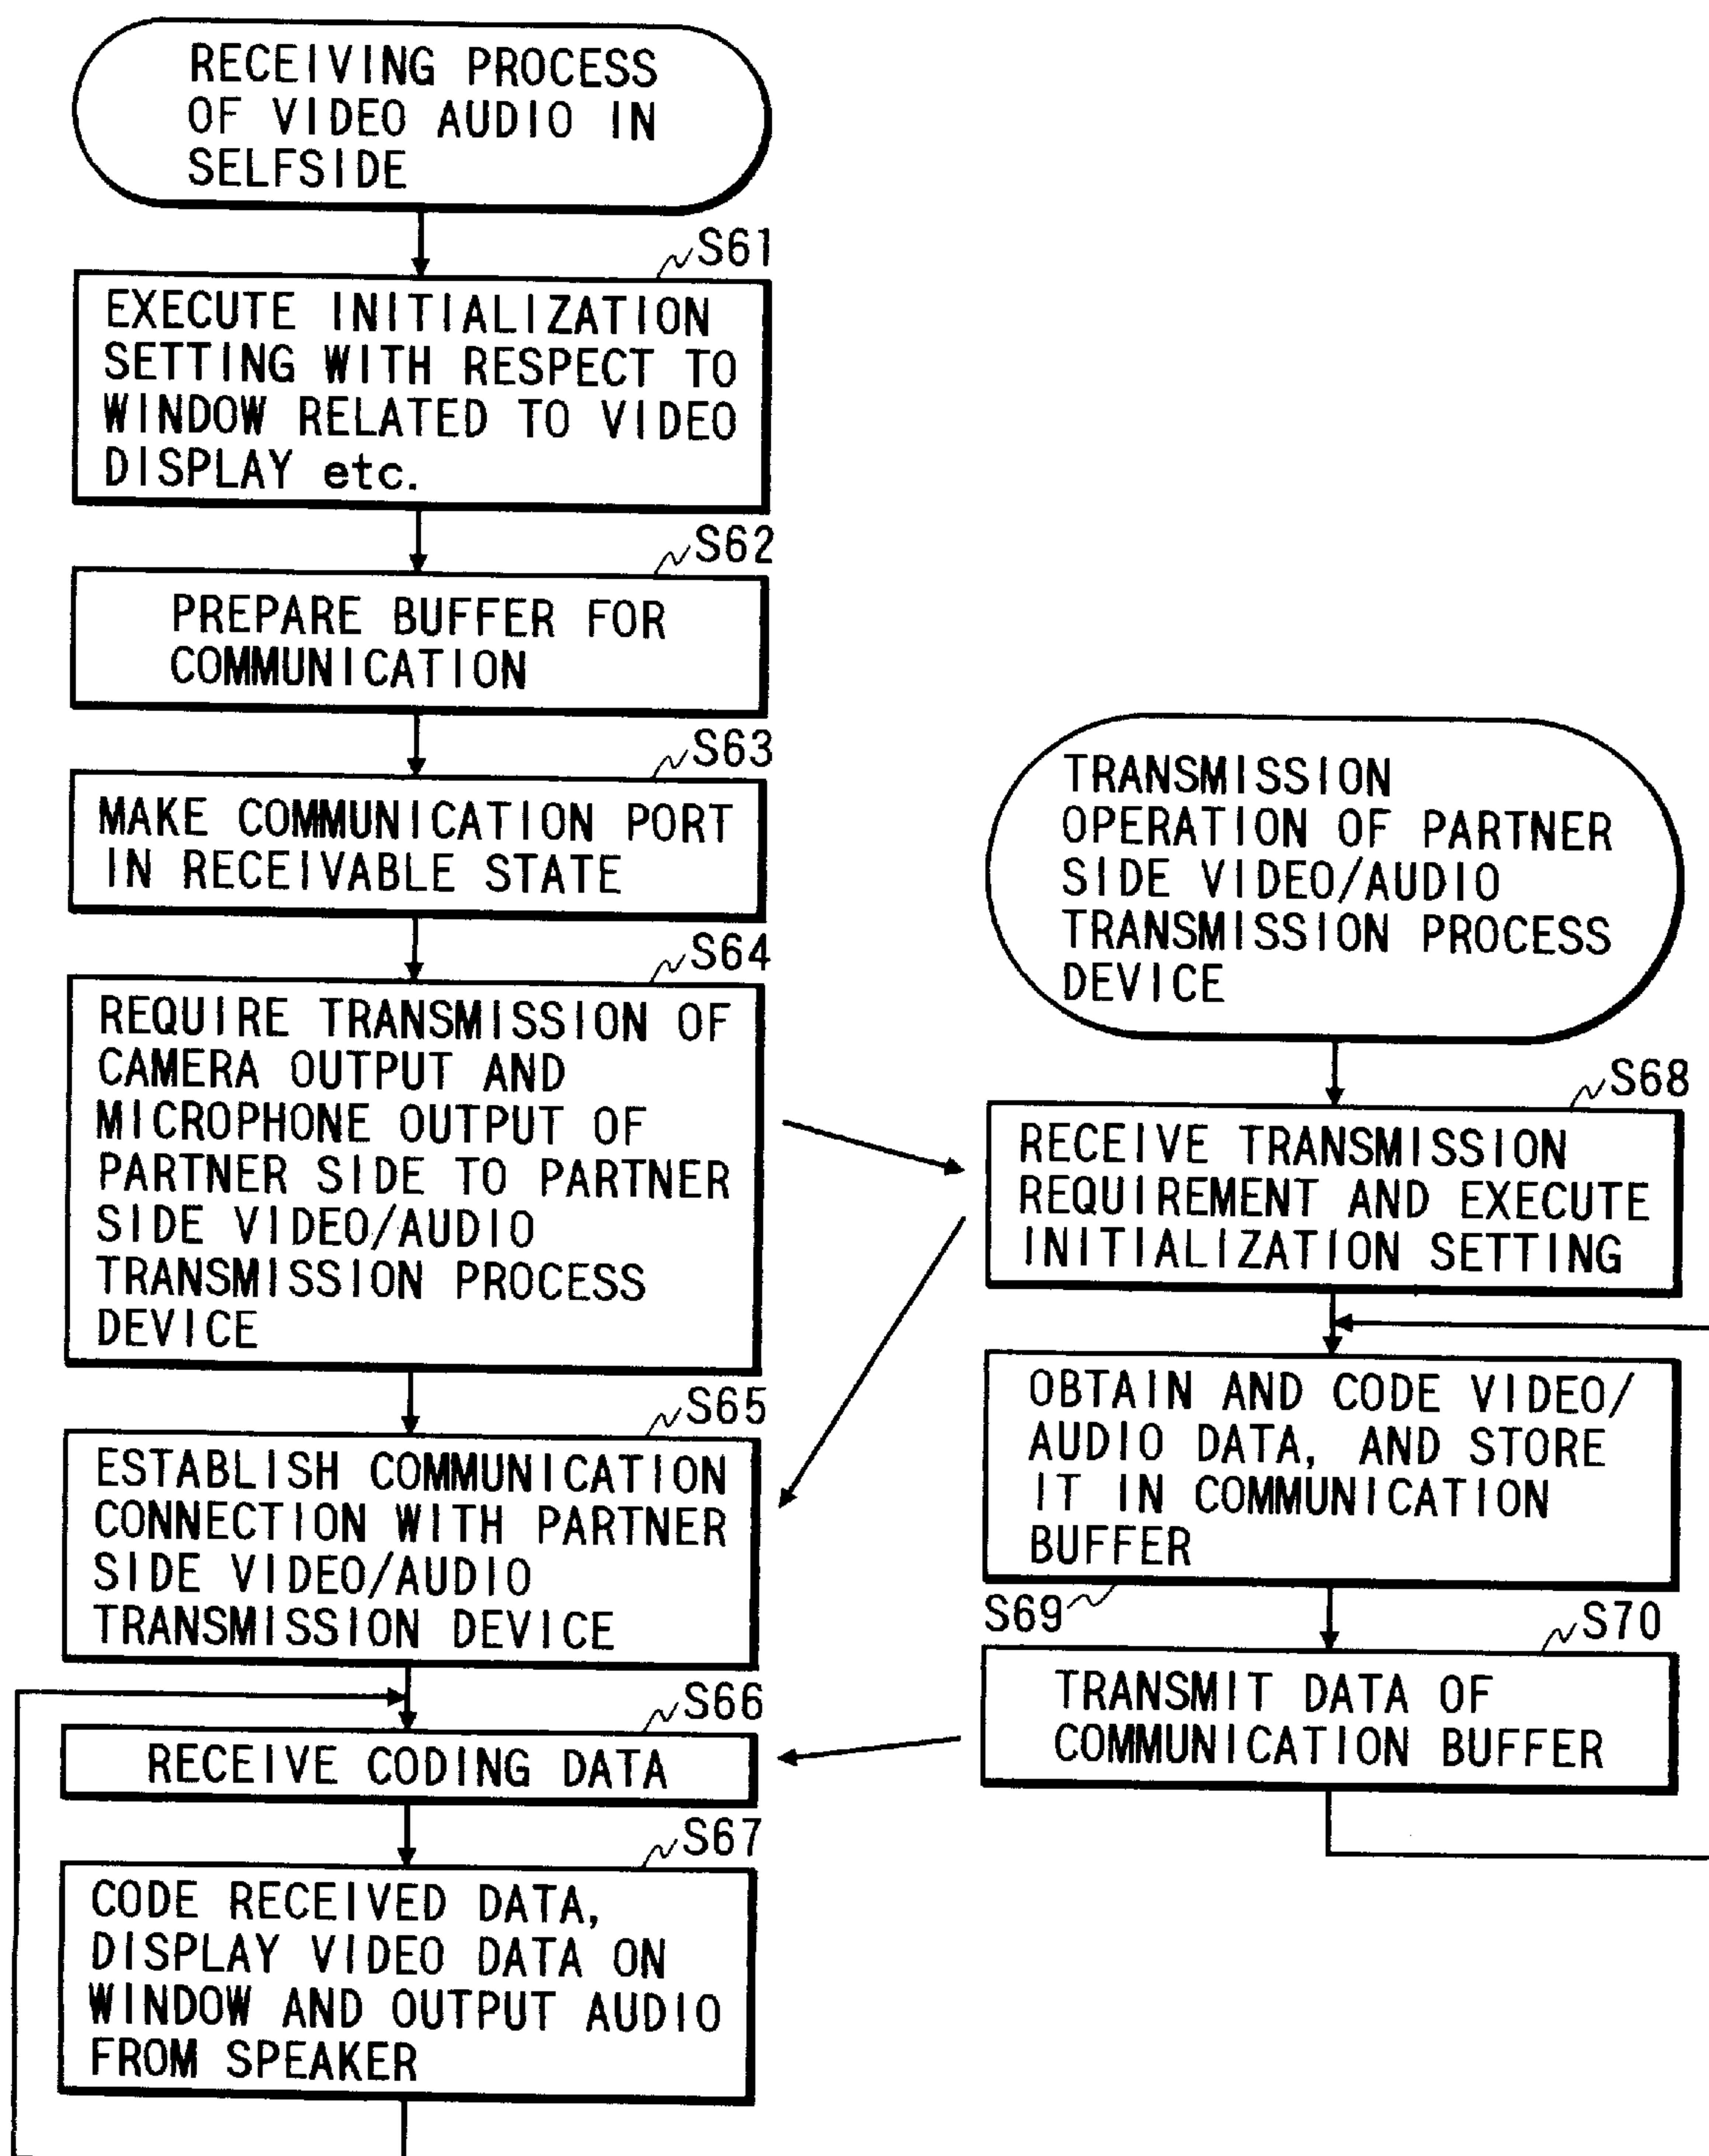 RECEIVING PROCESS
OF VIDEO AUDIO IN
SELFSIDE
S61
EXECUTE INITIALIZATION
SETTING WITH RESPECT TO
WINDOW RELATED TO VIDEO
DISPLAY etc.
S62
PREPARE BUFFER FOR
COMMUNICATION
S63
MAKE COMMUNICATION PORT
IN RECEIVABLE STATE
S64
REQUIRE TRANSMISSION OF
CAMERA OUTPUT AND
MICROPHONE OUTPUT OF
PARTNER SIDE TO PARTNER
SIDE VIDEO/AUDIO
TRANSMISSION PROCESS
DEVICE
S65
ESTABLISH COMMUNICATION
CONNECTION WITH PARTNER
SIDE VIDEO/AUDIO
TRANSMISSION DEVICE
S66
RECEIVE CODING DATA
S67
CODE RECEIVED DATA,
DISPLAY VIDEO DATA ON
WINDOW AND OUTPUT AUDIO
FROM SPEAKER
TRANSMISSION
OPERATION OF PARTNER
SIDE VIDEO/AUDIO
TRANSMISSION PROCESS
DEVICE
S68
RECEIVE TRANSMISSION
REQUIREMENT AND EXECUTE
INITIALIZATION SETTING
OBTAIN AND CODE VIDEO/
AUDIO DATA, AND STORE
IT IN COMMUNICATION
BUFFER
S69
S70
TRANSMIT DATA OF
COMMUNICATION BUFFER